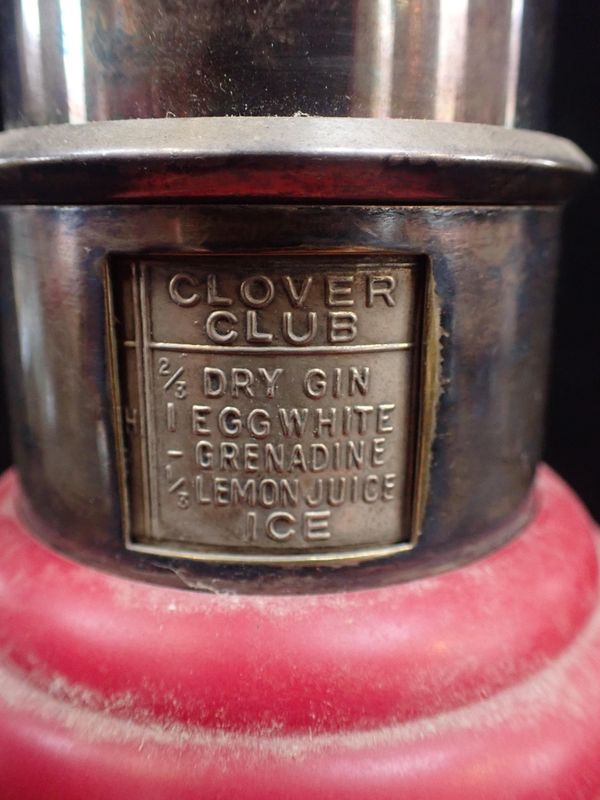 CLOVER
CLUB
2/3 DRY GIN
1 EGG WHITE
- GRENADINE
1/3 LEMON JUICE
ICE